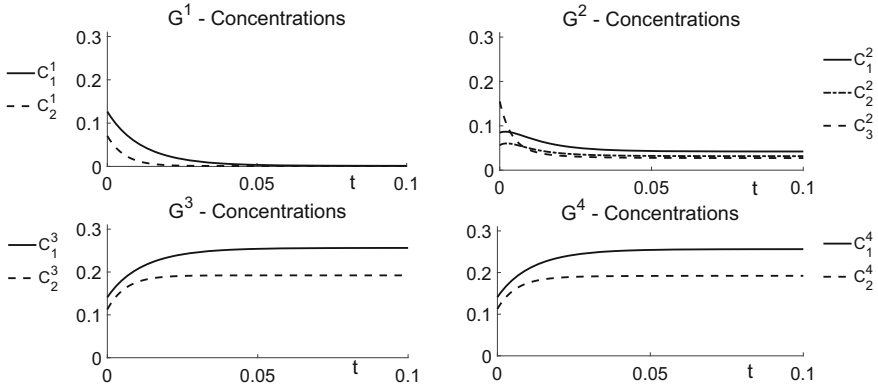 G¹ - Concentrations
0.3
0.2
0.1
0
0
0.05
t
0.1
C₁¹
C₂¹
G² - Concentrations
0.3
0.2
0.1
0
0
0.05
t
0.1
C₁²
C₂²
C₃²
G³ - Concentrations
0.3
0.2
0.1
0
0
0.05
t
0.1
C₁³
C₂³
G⁴ - Concentrations
0.3
0.2
0.1
0
0
0.05
t
0.1
C₁⁴
C₂⁴